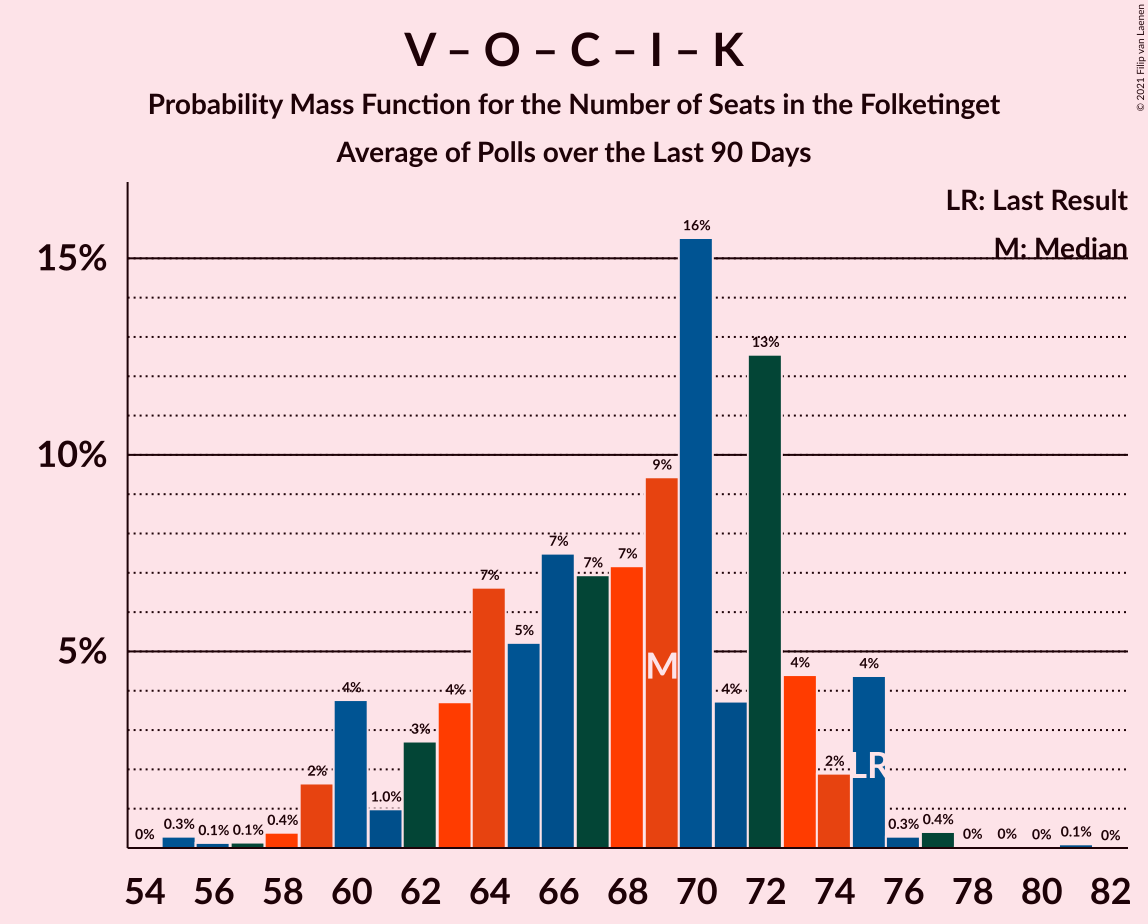 V – O – C – I – K
Probability Mass Function for the Number of Seats in the Folketinget
Average of Polls over the Last 90 Days
© 2021 Filip van Laenen
LR: Last Result
M: Median
15%
10%
5%
0% 0.3% 0.1% 0.1% 0.4% 2% 4% 1.0% 3% 4% 7% 5% 7% 7% 7% 9% 16% 4% 13% 4% 2% 4% 0.3% 0.4% 0% 0% 0% 0.1% 0%
M
LR
54 56 58 60 62 64 66 68 70 72 74 76 78 80 82